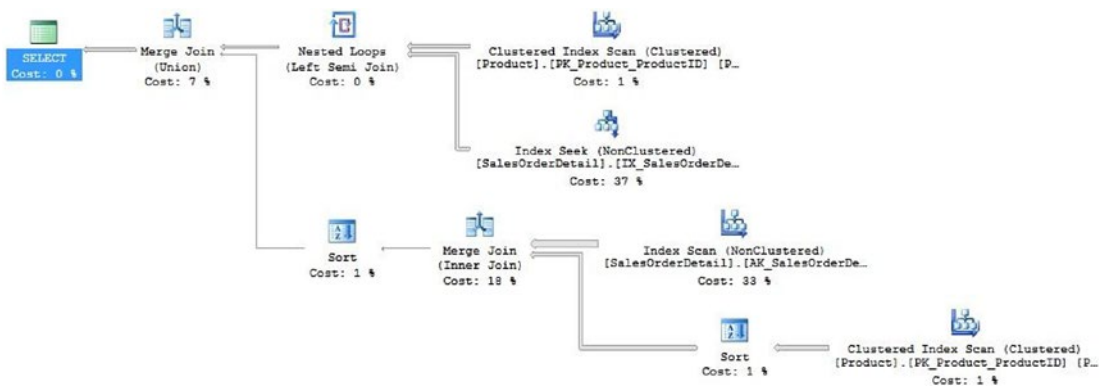 SELECT
Cost: 0 %
Merge Join
(Union)
Cost: 7 %
Nested Loops
(Left Semi Join)
Cost: 0 %
Clustered Index Scan (Clustered)
[Product].[PK_Product_ProductID] [P…
Cost: 1 %
Index Seek (NonClustered)
[SalesOrderDetail].[IX_SalesOrderDe…
Cost: 37 %
Sort
Cost: 1 %
Merge Join
(Inner Join)
Cost: 18 %
Index Scan (NonClustered)
[SalesOrderDetail].[AK_SalesOrderDe…
Cost: 33 %
Sort
Cost: 1 %
Clustered Index Scan (Clustered)
[Product].[PK_Product_ProductID] [P…
Cost: 1 %